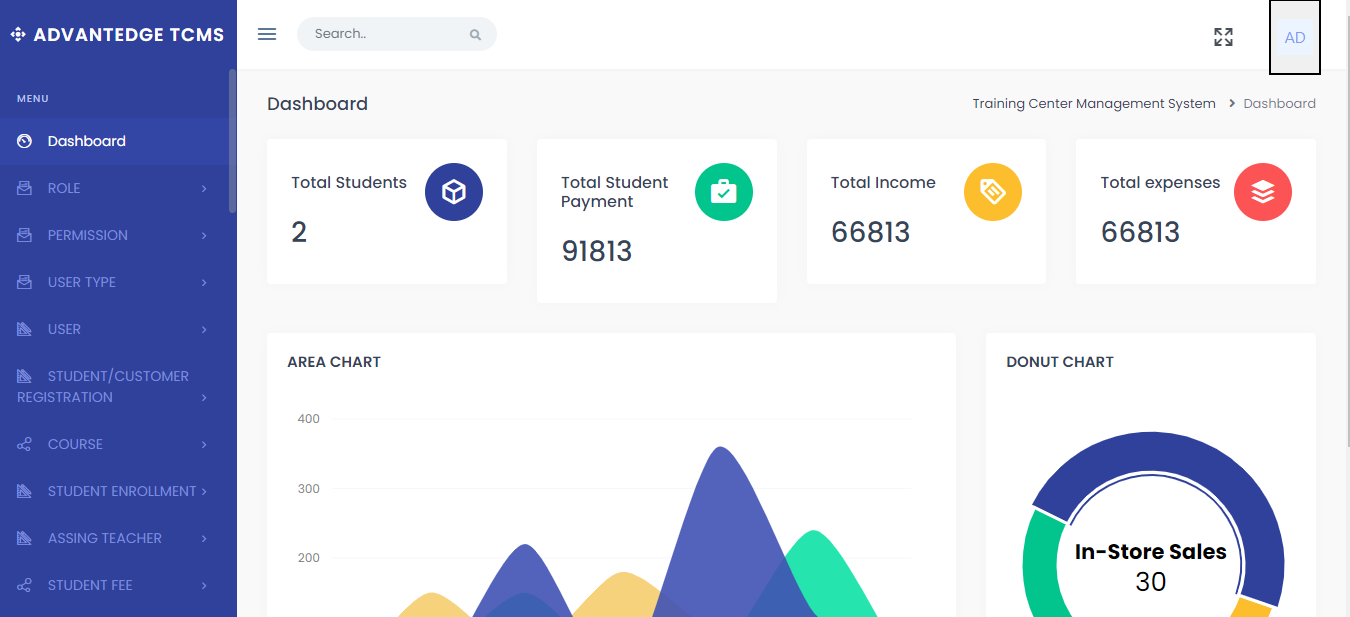 ADVANTEDGE TCMS
Search..
AD
MENU
Dashboard
ROLE
PERMISSION
USER TYPE
USER
STUDENT/CUSTOMER
REGISTRATION
COURSE
STUDENT ENROLLMENT
ASSING TEACHER
STUDENT FEE
Dashboard
Training Center Management System
Dashboard
Total Students
2
Total Student
Payment
91813
Total Income
66813
Total expenses
66813
AREA CHART
400
300
200
DONUT CHART
In-Store Sales
30